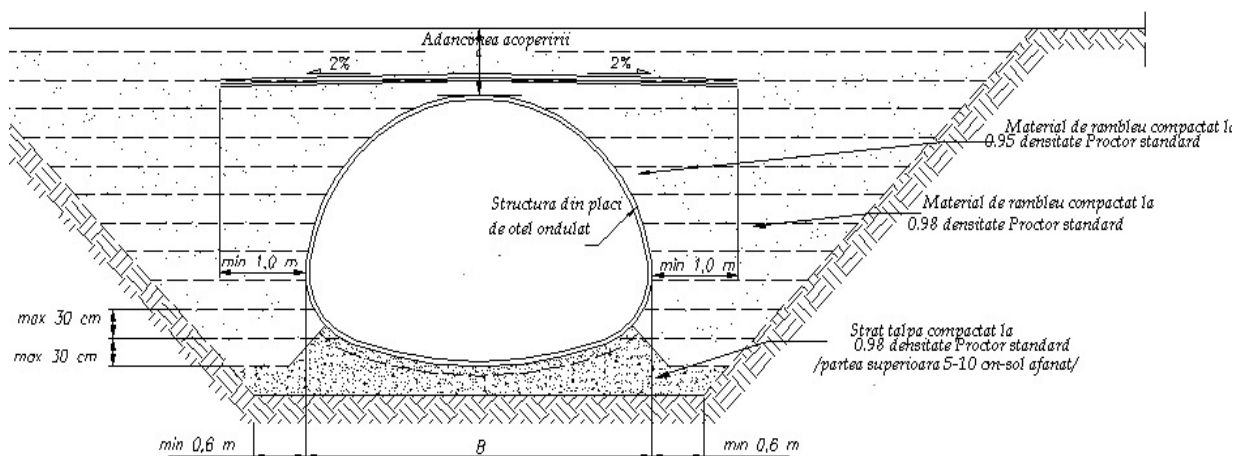 Adancimea acoperirii
2%
2%
Material de rambleu compactat la
0.95 densitate Proctor standard
Structura din placi
de otel ondulat
Material de rambleu compactat la
0.98 densitate Proctor standard
min 1,0 m
min 1,0 m
max 30 cm
max 30 cm
Strat talpa compactat la
0.98 densitate Proctor standard
/partea superioara 5-10 cm-sol afanat/
min 0,6 m
B
min 0,6 m